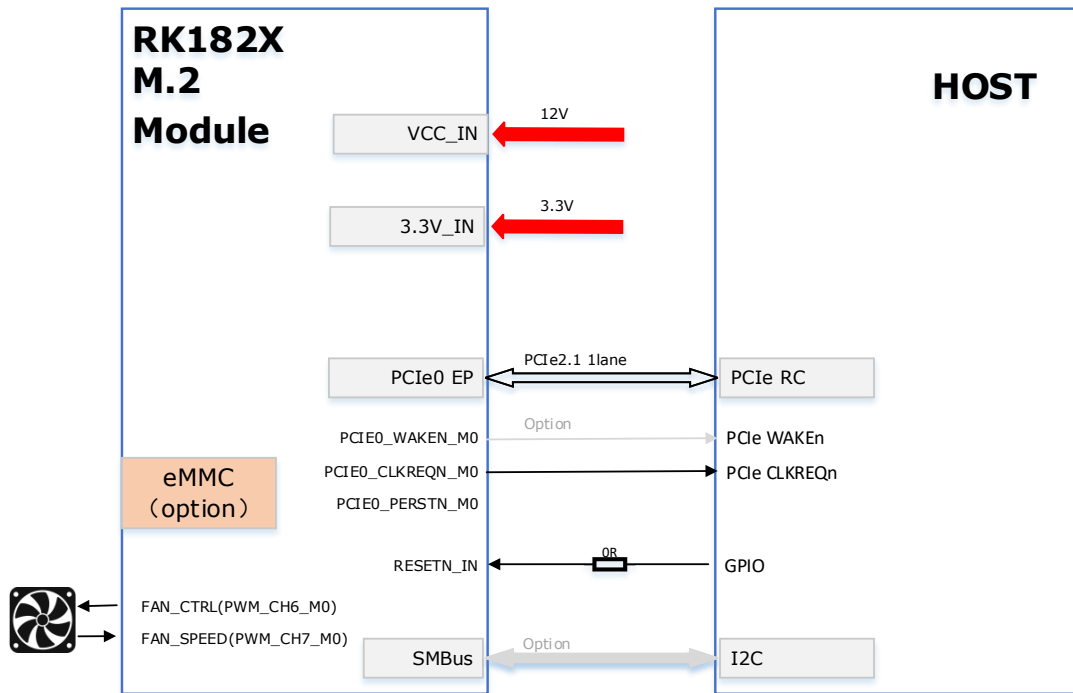 RK182X
M.2
Module
HOST
VCC_IN
12V
3.3V_IN
3.3V
PCIe0 EP
PCIe2.1 1lane
PCIe RC
PCIE0_WAKEN_M0
Option
PCIe WAKEn
PCIE0_CLKREQN_M0
PCIe CLKREQn
eMMC
（option）
PCIE0_PERSTN_M0
RESETN_IN
0R
GPIO
FAN_CTRL(PWM_CH6_M0)
FAN_SPEED(PWM_CH7_M0)
SMBus
Option
I2C